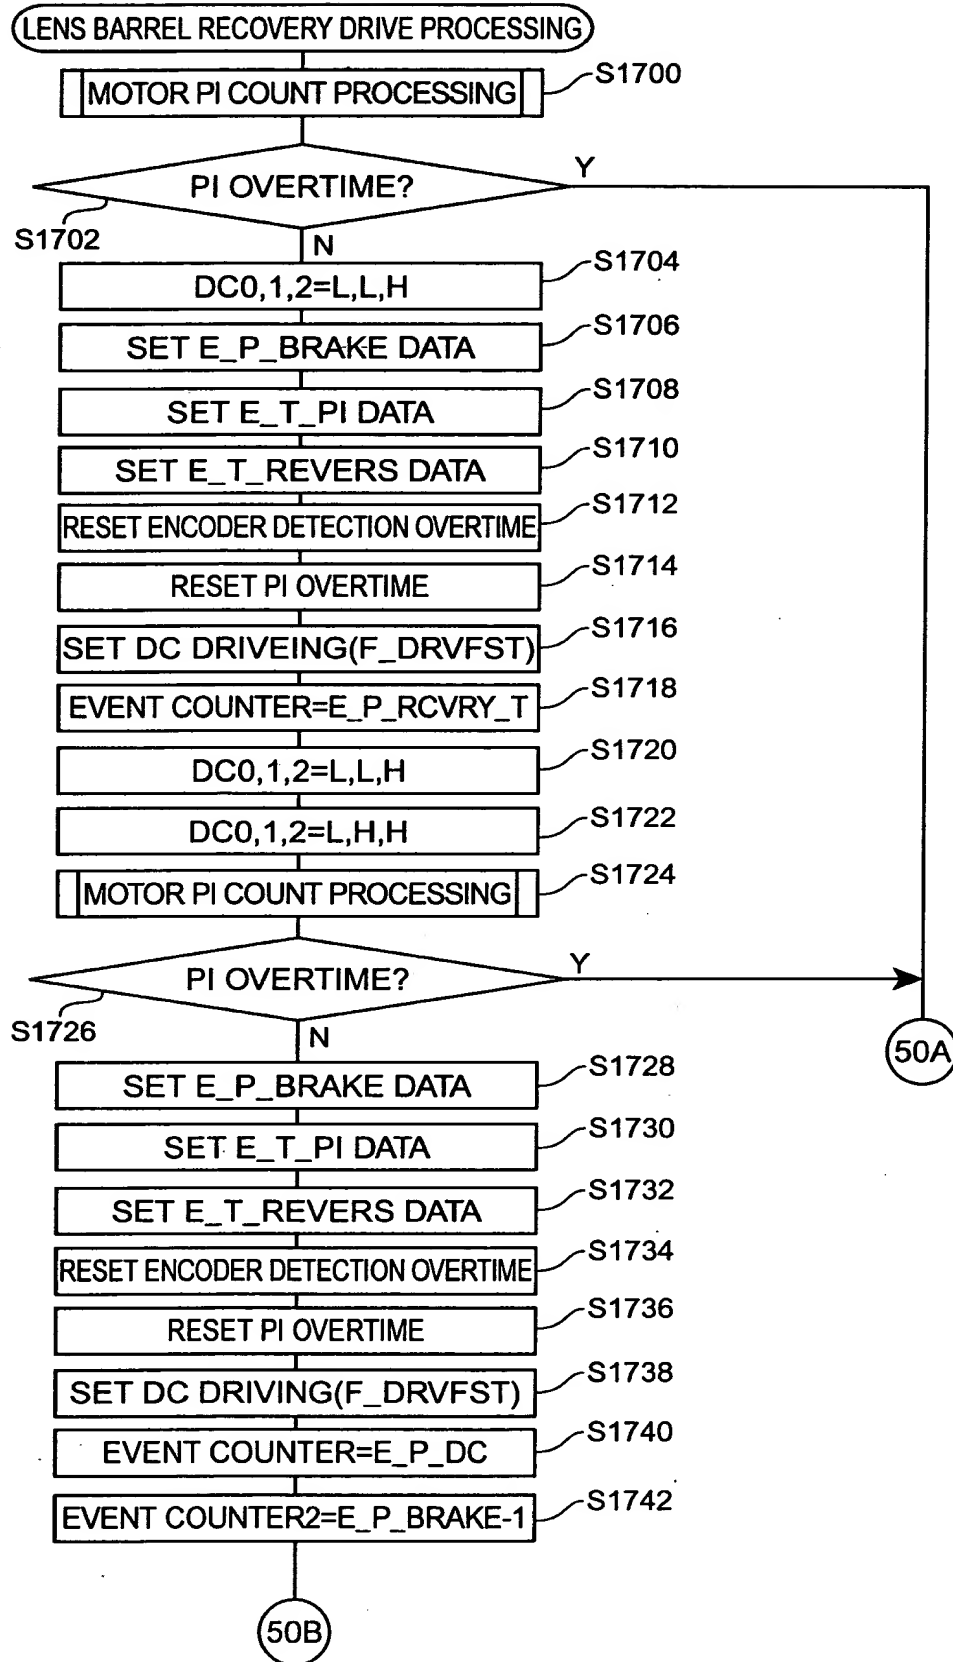 LENS BARREL RECOVERY DRIVE PROCESSING
MOTOR PI COUNT PROCESSING
S1700
PI OVERTIME?
Y
S1702
N
DC0,1,2=L,L,H
S1704
SET E_P_BRAKE DATA
S1706
SET E_T_PI DATA
S1708
SET E_T_REVERS DATA
S1710
RESET ENCODER DETECTION OVERTIME
S1712
RESET PI OVERTIME
S1714
SET DC DRIVEING(F_DRVFST)
S1716
EVENT COUNTER=E_P_RCVRY_T
S1718
DC0,1,2=L,L,H
S1720
DC0,1,2=L,H,H
S1722
MOTOR PI COUNT PROCESSING
S1724
PI OVERTIME?
Y
S1726
N
50A
SET E_P_BRAKE DATA
S1728
SET E_T_PI DATA
S1730
SET E_T_REVERS DATA
S1732
RESET ENCODER DETECTION OVERTIME
S1734
RESET PI OVERTIME
S1736
SET DC DRIVING(F_DRVFST)
S1738
EVENT COUNTER=E_P_DC
S1740
EVENT COUNTER2=E_P_BRAKE-1
S1742
50B